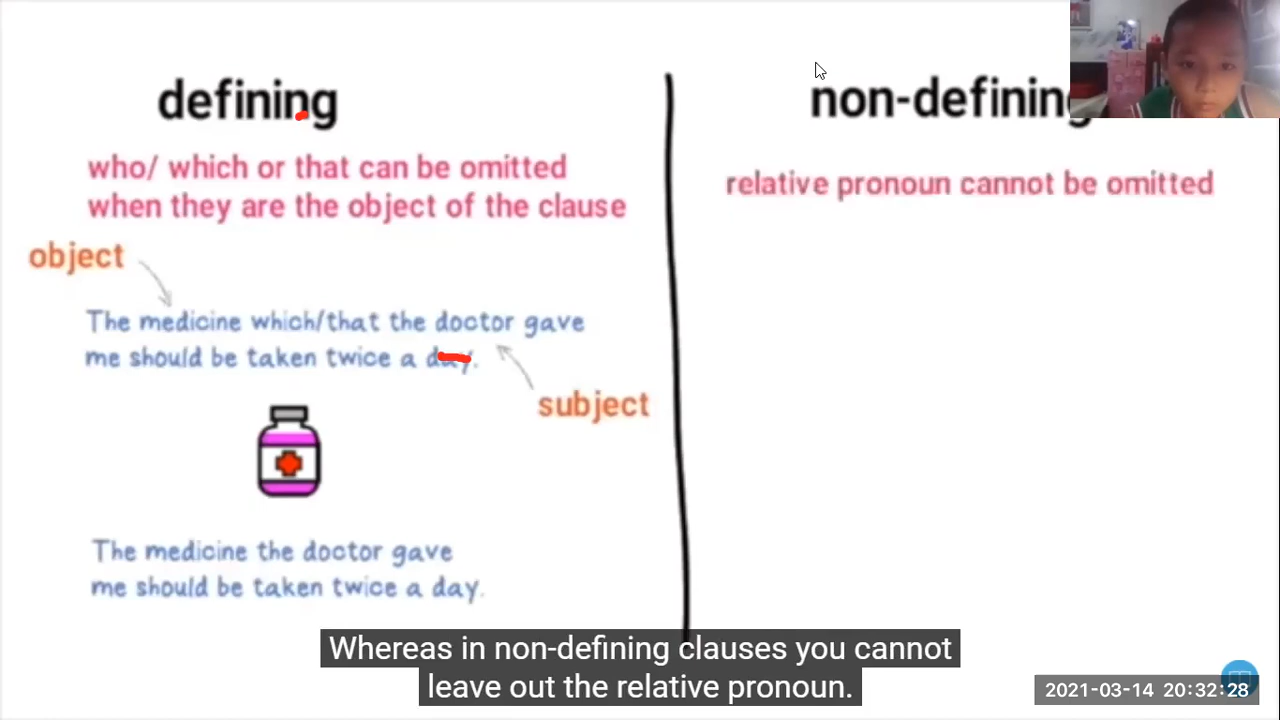 defining
who/ which or that can be omitted
when they are the object of the clause
object
The medicine which/that the doctor gave
me should be taken twice a day.
subject
The medicine the doctor gave
me should be taken twice a day.
non-defining
relative pronoun cannot be omitted
Whereas in non-defining clauses you cannot
leave out the relative pronoun.
2021-03-14 20:32:28